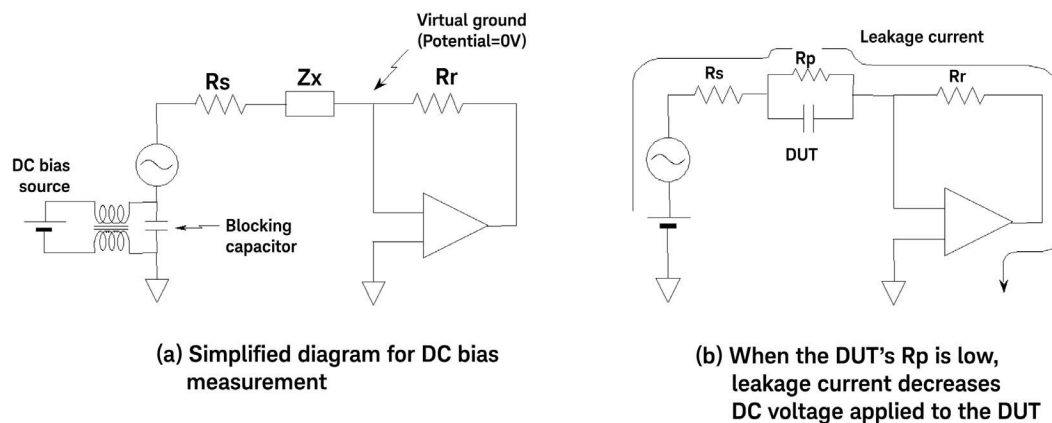 Virtual ground
(Potential=0V)
Rs
Zx
Rr
DC bias
source
Blocking
capacitor
(a) Simplified diagram for DC bias
measurement
Leakage current
Rp
Rs
Rr
DUT
(b) When the DUT's Rp is low,
leakage current decreases
DC voltage applied to the DUT